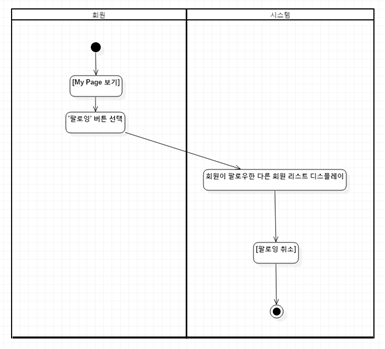 회원
시스템
[My Page 보기]
'팔로잉' 버튼 선택
회원이 팔로우한 다른 회원 리스트 디스플레이
[팔로잉 취소]